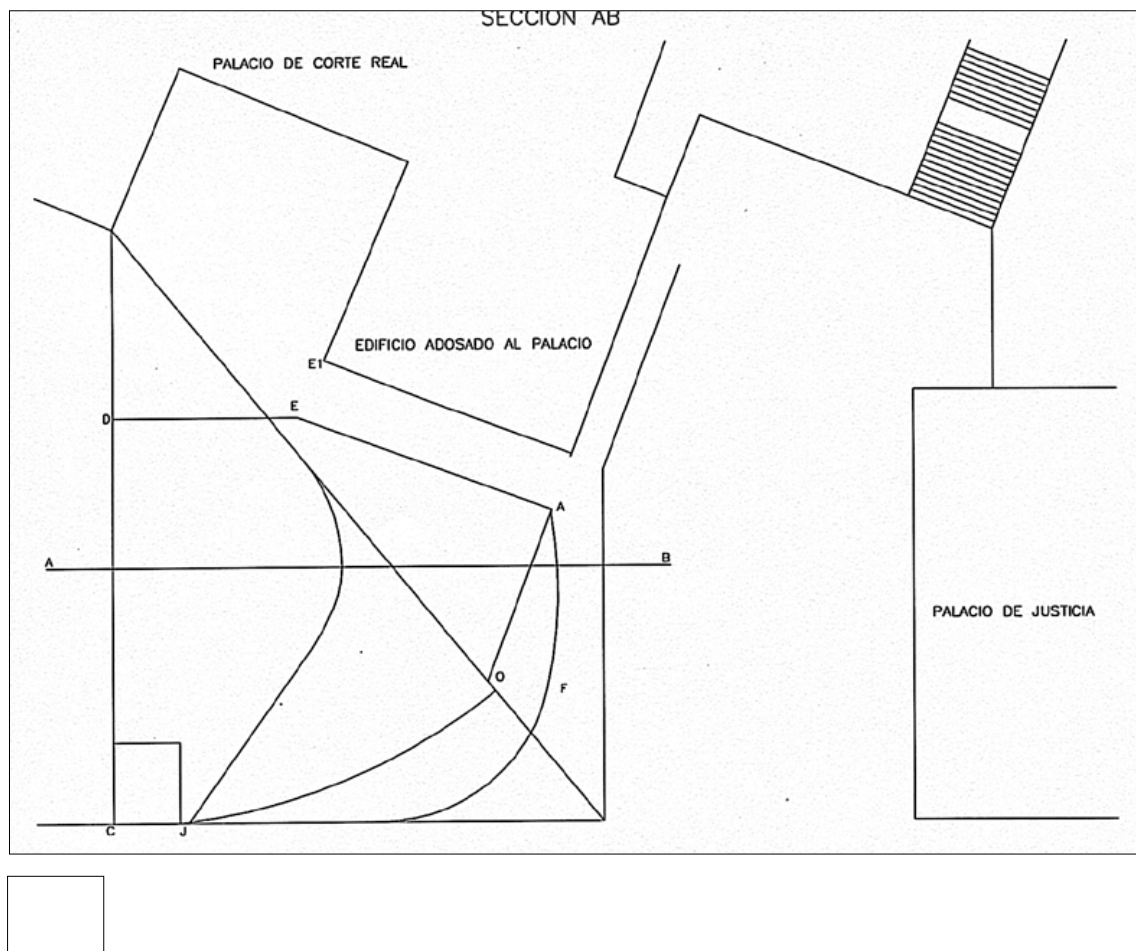 SECCION AB
PALACIO DE CORTE REAL
EDIFICIO ADOSADO AL PALACIO
E1
E
D
A
A
B
PALACIO DE JUSTICIA
O
F
C
J